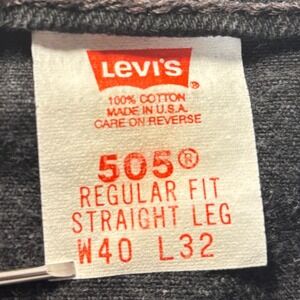 LEVI'S ®
100% COTTON
MADE IN U.S.A.
CARE ON REVERSE
505®
REGULAR FIT
STRAIGHT LEG
W40 L32